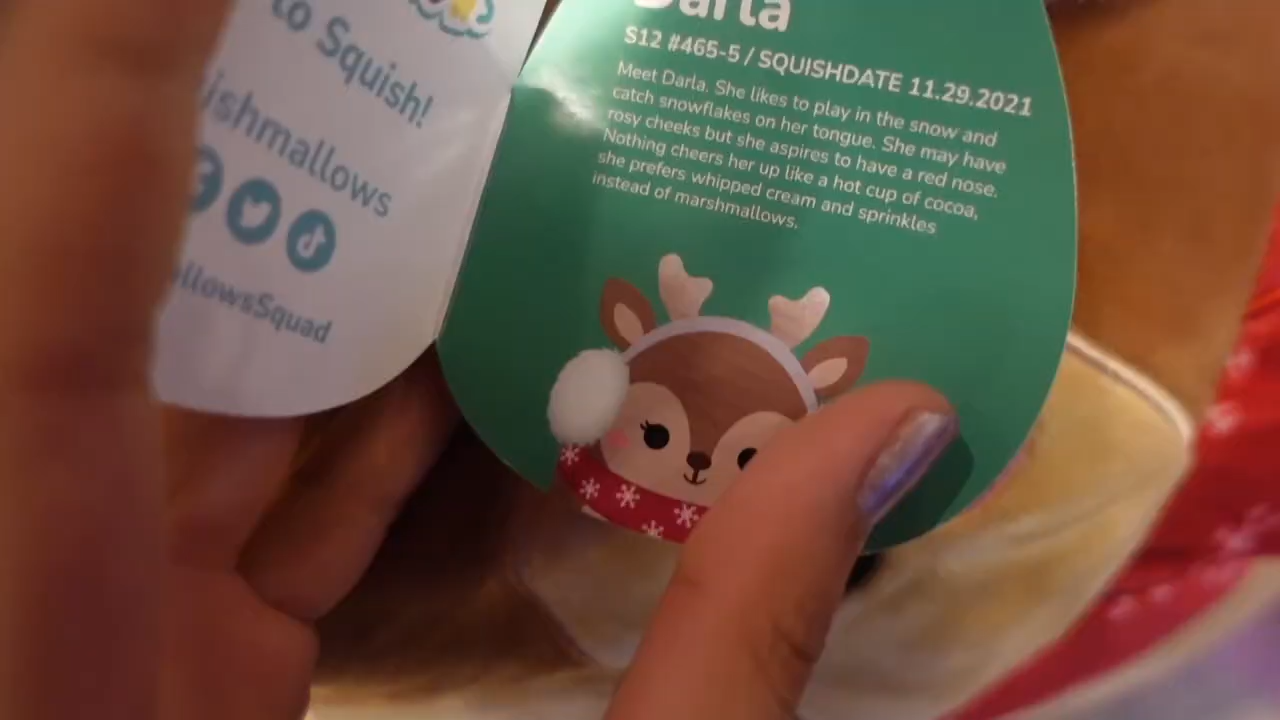 to Squish!
Darla
S12 #465-5 / SQUISHDATE 11.29.2021
Meet Darla. She likes to play in the snow and
catch snowflakes on her tongue. She may have
rosy cheeks but she aspires to have a red nose.
Nothing cheers her up like a hot cup of cocoa,
she prefers whipped cream and sprinkles
instead of marshmallows.